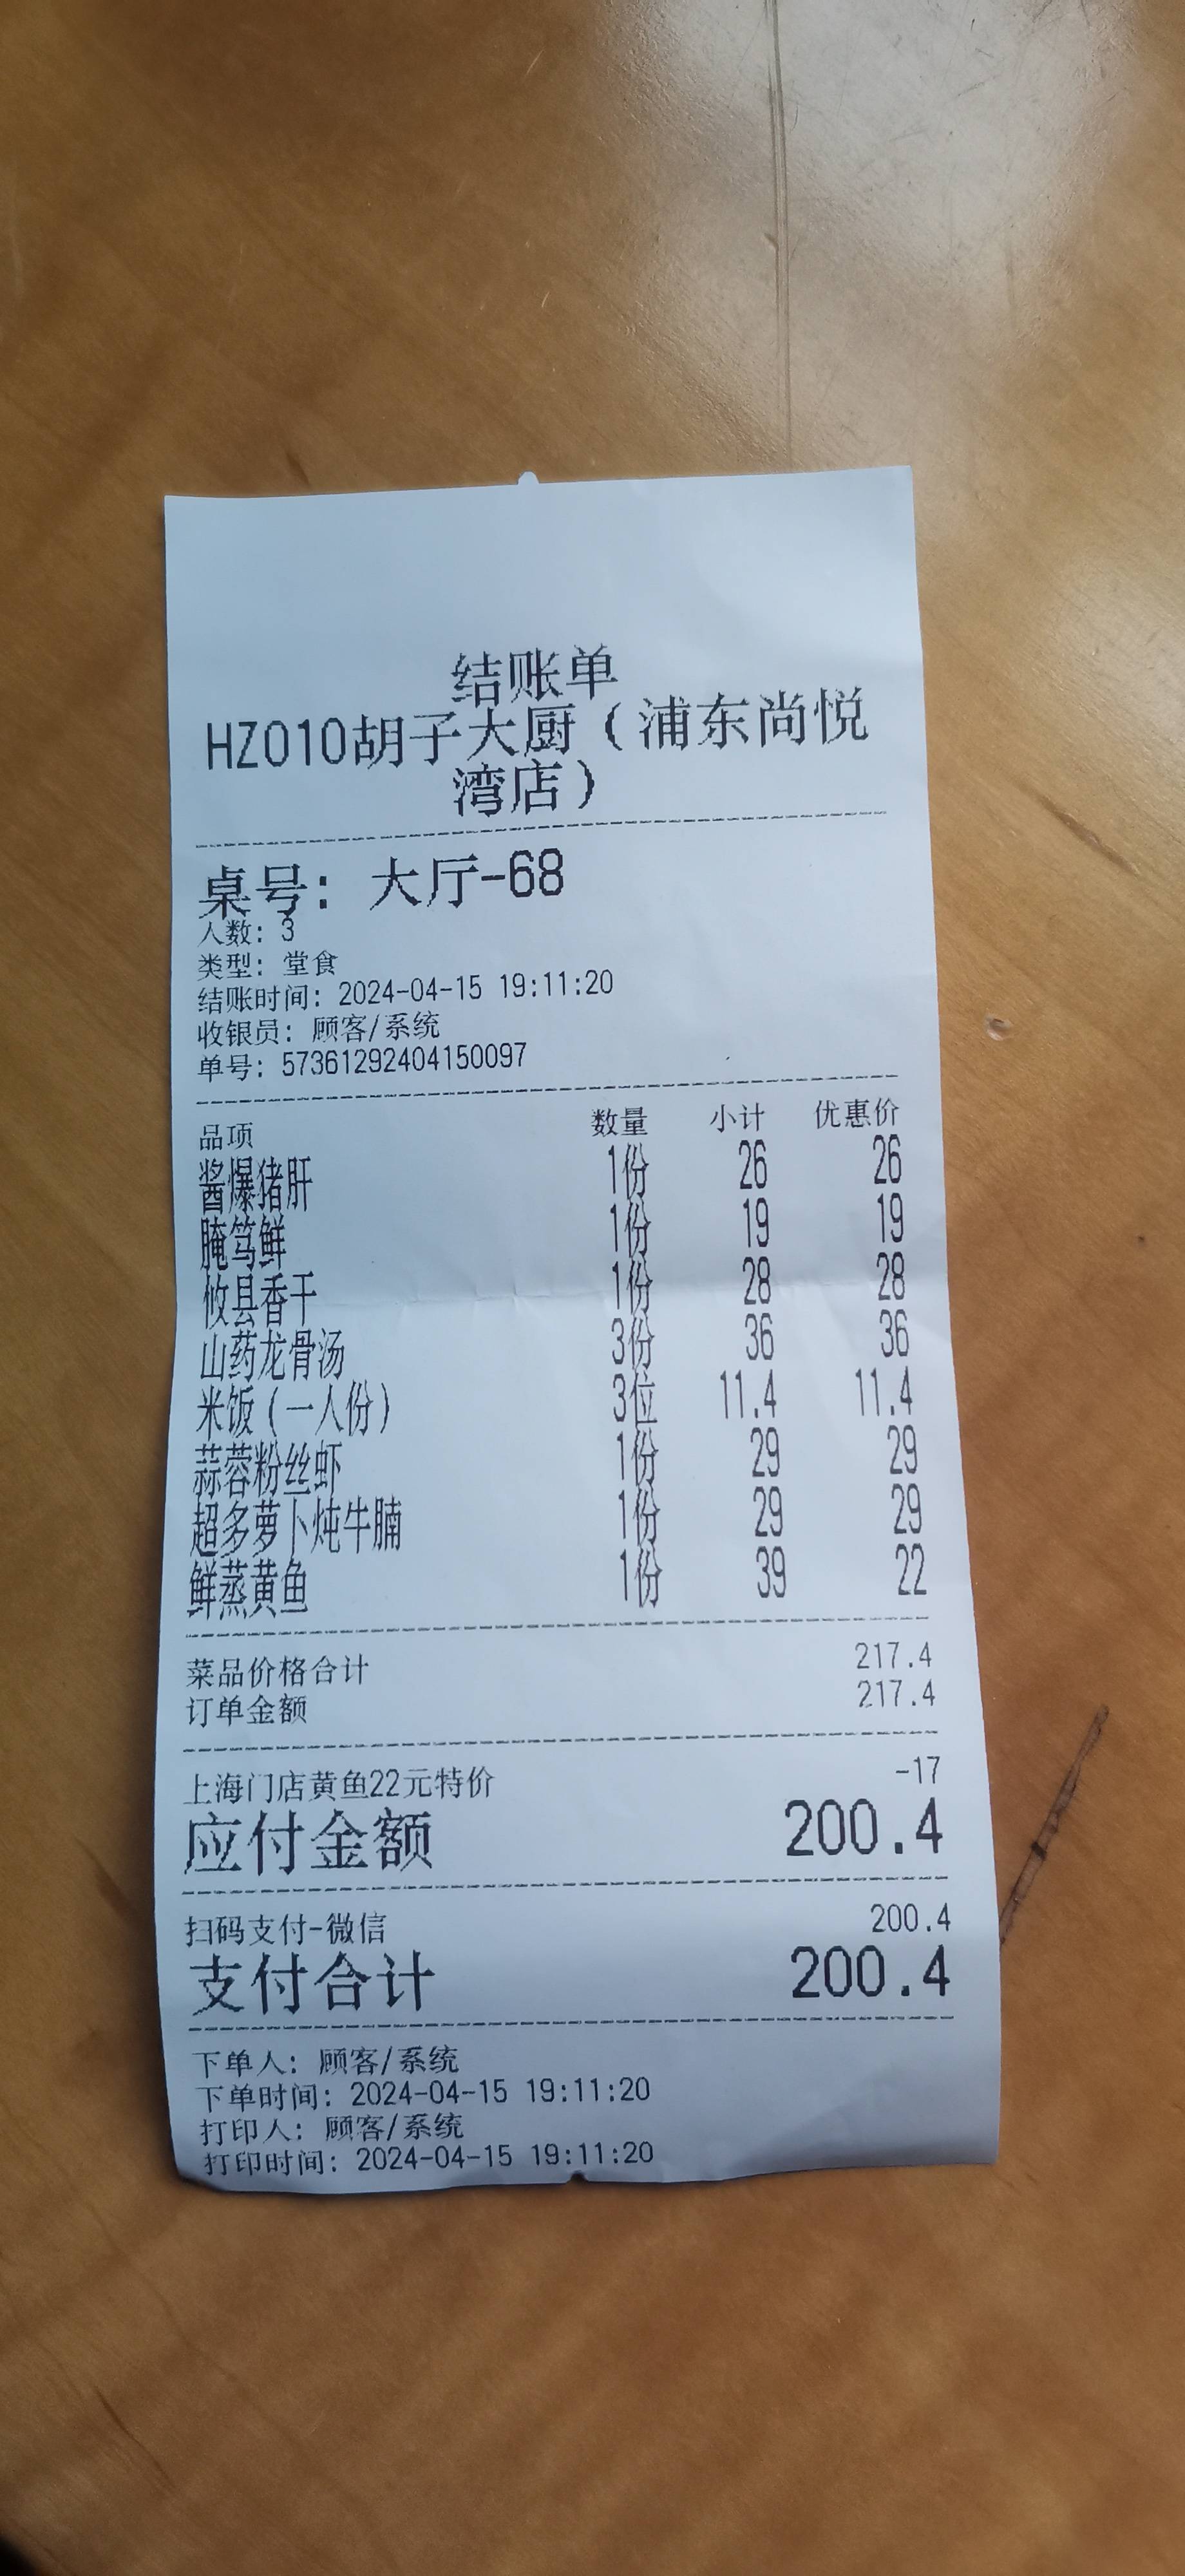 结账单
HZ010胡子大厨（浦东尚悦
湾店）
桌号: 大厅-68
人数: 3
类型: 堂食
结账时间: 2024-04-15 19:11:20
收银员: 顾客/系统
单号: 57361292404150097
品项 数量 小计 优惠价
酱爆猪肝 1份 26 26
腌笃鲜 1份 19 19
攸县香干 1份 28 28
山药龙骨汤 3份 36 36
米饭（一人份） 3位 11.4 11.4
蒜蓉粉丝虾 1份 29 29
超多萝卜炖牛腩 1份 29 29
鲜蒸黄鱼 1份 39 22
菜品价格合计 217.4
订单金额 217.4
上海门店黄鱼22元特价 -17
应付金额 200.4
扫码支付-微信 200.4
支付合计 200.4
下单人: 顾客/系统
下单时间: 2024-04-15 19:11:20
打印人: 顾客/系统
打印时间: 2024-04-15 19:11:20